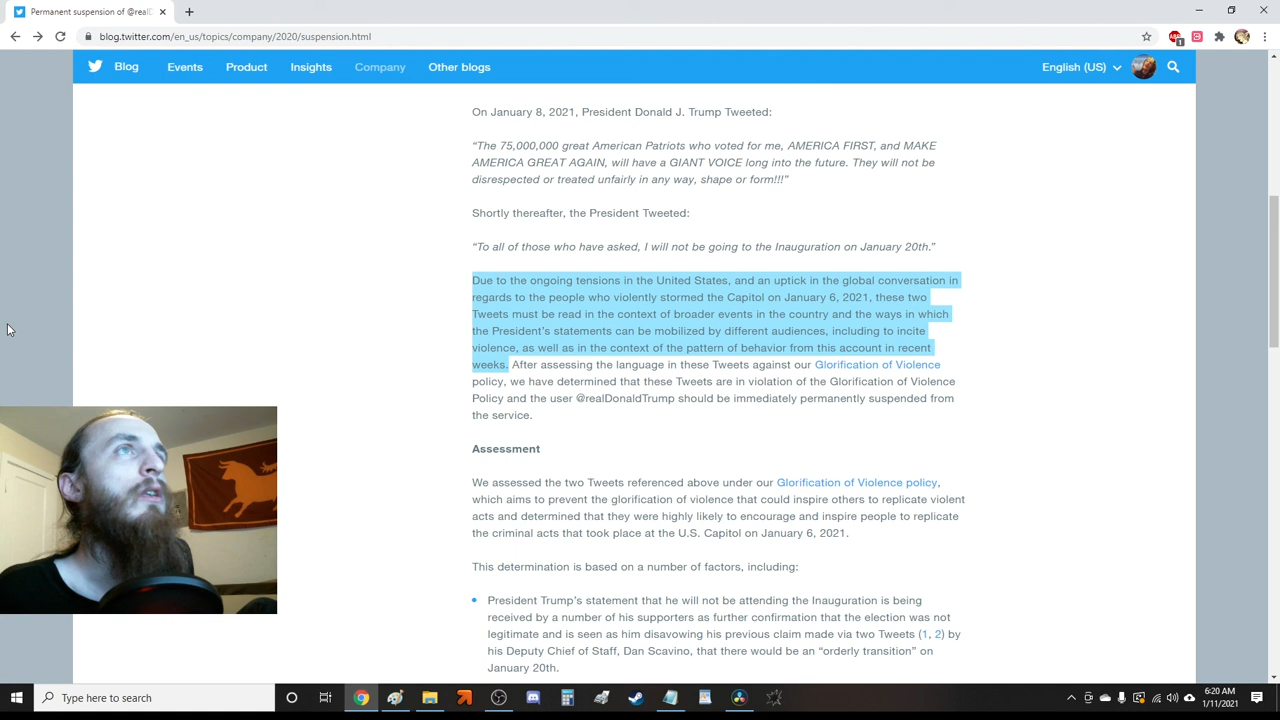 Permanent suspension of @realD
blog.twitter.com/en_us/topics/company/2020/suspension.html
1
Blog Events Product Insights Company Other blogs English (US)
On January 8, 2021, President Donald J. Trump Tweeted:
“The 75,000,000 great American Patriots who voted for me, AMERICA FIRST, and MAKE
AMERICA GREAT AGAIN, will have a GIANT VOICE long into the future. They will not be
disrespected or treated unfairly in any way, shape or form!!!”
Shortly thereafter, the President Tweeted:
“To all of those who have asked, I will not be going to the Inauguration on January 20th.”
Due to the ongoing tensions in the United States, and an uptick in the global conversation in
regards to the people who violently stormed the Capitol on January 6, 2021, these two
Tweets must be read in the context of broader events in the country and the ways in which
the President’s statements can be mobilized by different audiences, including to incite
violence, as well as in the context of the pattern of behavior from this account in recent
weeks. After assessing the language in these Tweets against our Glorification of Violence
policy, we have determined that these Tweets are in violation of the Glorification of Violence
Policy and the user @realDonaldTrump should be immediately permanently suspended from
the service.
Assessment
We assessed the two Tweets referenced above under our Glorification of Violence policy,
which aims to prevent the glorification of violence that could inspire others to replicate violent
acts and determined that they were highly likely to encourage and inspire people to replicate
the criminal acts that took place at the U.S. Capitol on January 6, 2021.
This determination is based on a number of factors, including:
President Trump’s statement that he will not be attending the Inauguration is being
received by a number of his supporters as further confirmation that the election was not
legitimate and is seen as him disavowing his previous claim made via two Tweets (1, 2) by
his Deputy Chief of Staff, Dan Scavino, that there would be an “orderly transition” on
January 20th.
Type here to search
6:20 AM
1/11/2021